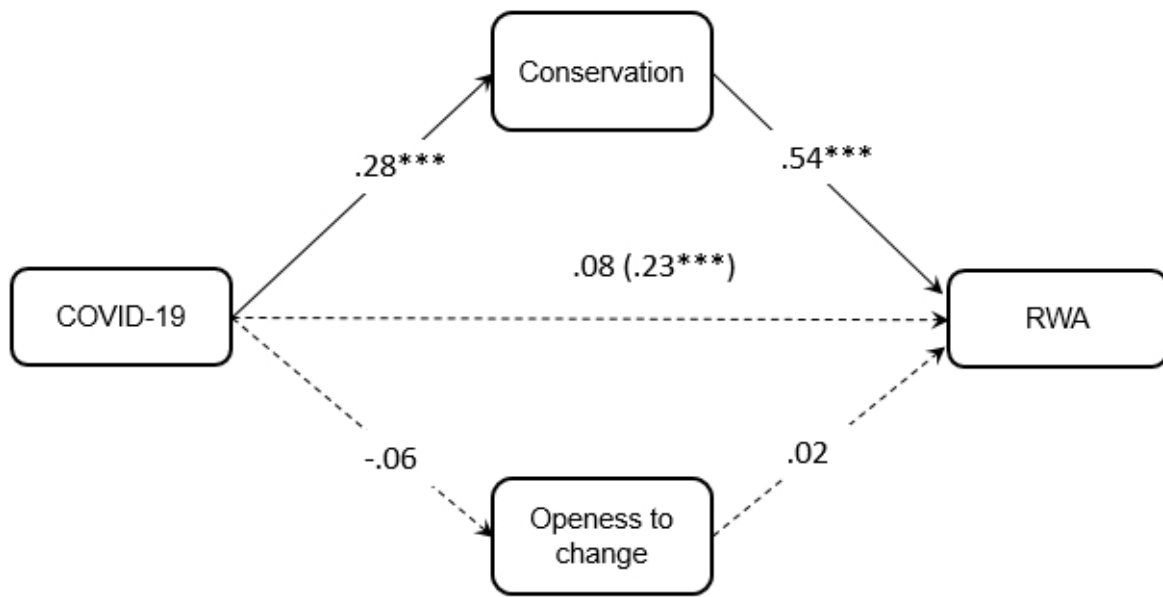 Conservation
.28***
.54***
.08 (.23***)
COVID-19
RWA
-.06
.02
Openess to
change